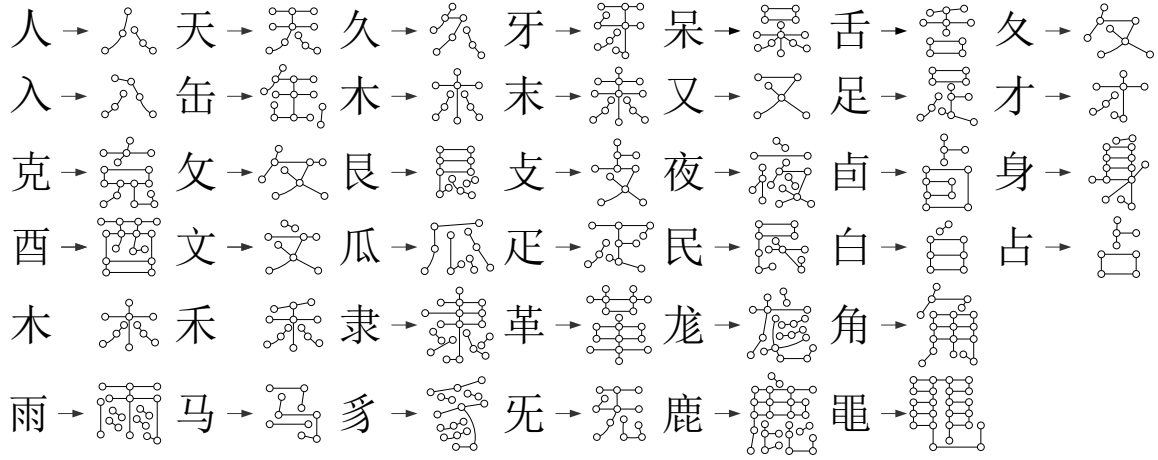 人 → 天 → 久 → 牙 → 呆 → 舌 → 夂 →
入 → 缶 → 木 → 末 → 又 → 足 → 才 →
克 → 攵 → 艮 → 攴 → 夜 → 卣 → 身 →
酉 → 文 → 瓜 → 疋 → 民 → 白 → 占 →
木 → 禾 → 隶 → 革 → 尨 → 角 →
雨 → 马 → 豸 → 旡 → 鹿 → 黽 →